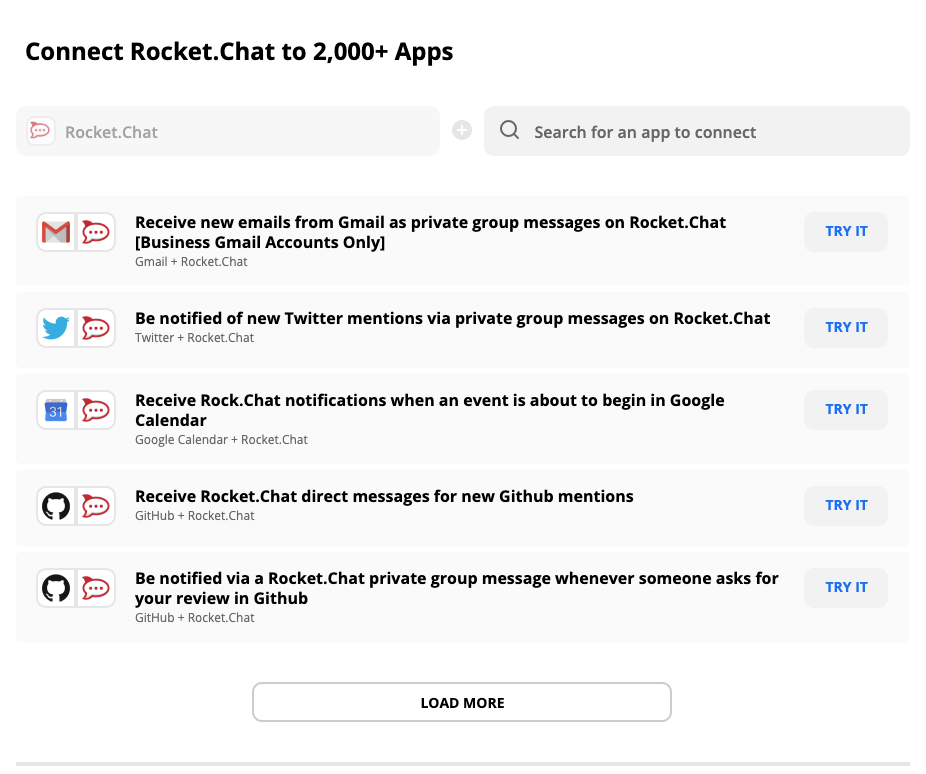 Connect Rocket.Chat to 2,000+ Apps
Rocket.Chat
Search for an app to connect
Receive new emails from Gmail as private group messages on Rocket.Chat
[Business Gmail Accounts Only]
Gmail + Rocket.Chat
TRY IT
Be notified of new Twitter mentions via private group messages on Rocket.Chat
Twitter + Rocket.Chat
TRY IT
31
Receive Rock.Chat notifications when an event is about to begin in Google
Calendar
Google Calendar + Rocket.Chat
TRY IT
Receive Rocket.Chat direct messages for new Github mentions
GitHub + Rocket.Chat
TRY IT
Be notified via a Rocket.Chat private group message whenever someone asks for
your review in Github
GitHub + Rocket.Chat
TRY IT
LOAD MORE